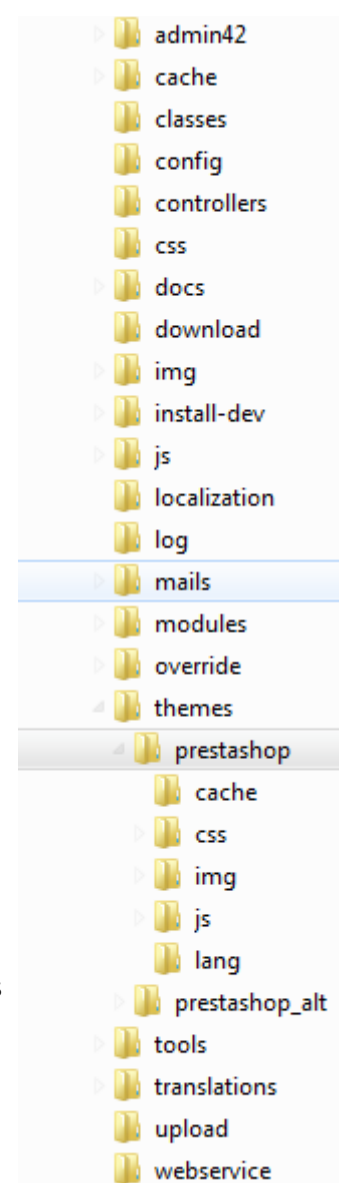 admin42
cache
classes
config
controllers
css
docs
download
img
install-dev
js
localization
log
mails
modules
override
themes
prestashop
cache
css
img
js
lang
prestashop_alt
tools
translations
upload
webservice